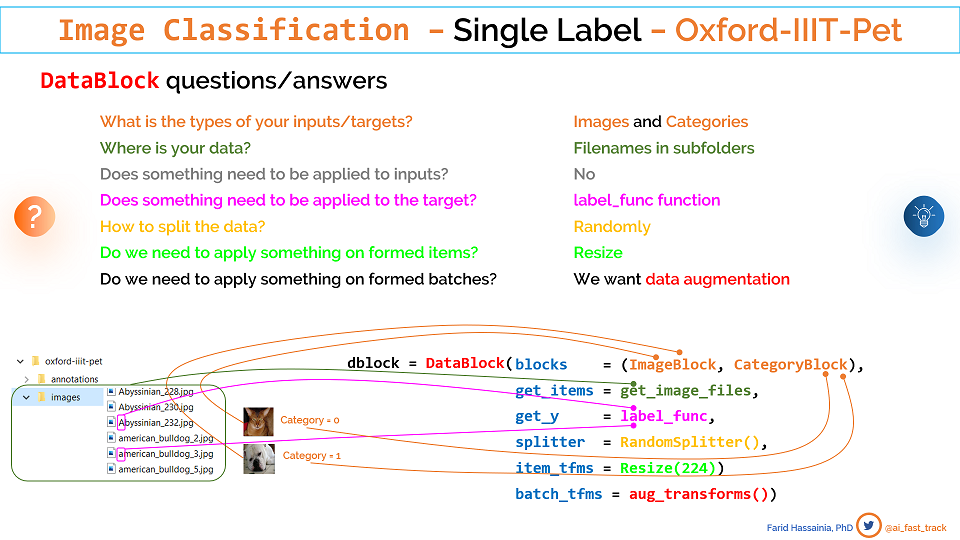 Image Classification – Single Label – Oxford-IIIT-Pet
DataBlock questions/answers
What is the types of your inputs/targets? Images and Categories
Where is your data? Filenames in subfolders
Does something need to be applied to inputs? No
Does something need to be applied to the target? label_func function
How to split the data? Randomly
Do we need to apply something on formed items? Resize
Do we need to apply something on formed batches? We want data augmentation
?
oxford-iiit-pet
annotations
images
Abyssinian_228.jpg
Abyssinian_230.jpg
Abyssinian_232.jpg
american_bulldog_2.jpg
american_bulldog_3.jpg
american_bulldog_5.jpg
Category = 0
Category = 1
dblock = DataBlock(blocks = (ImageBlock, CategoryBlock),
get_items = get_image_files,
get_y = label_func,
splitter = RandomSplitter(),
item_tfms = Resize(224))
batch_tfms = aug_transforms())
Farid Hassainia, PhD @ai_fast_track